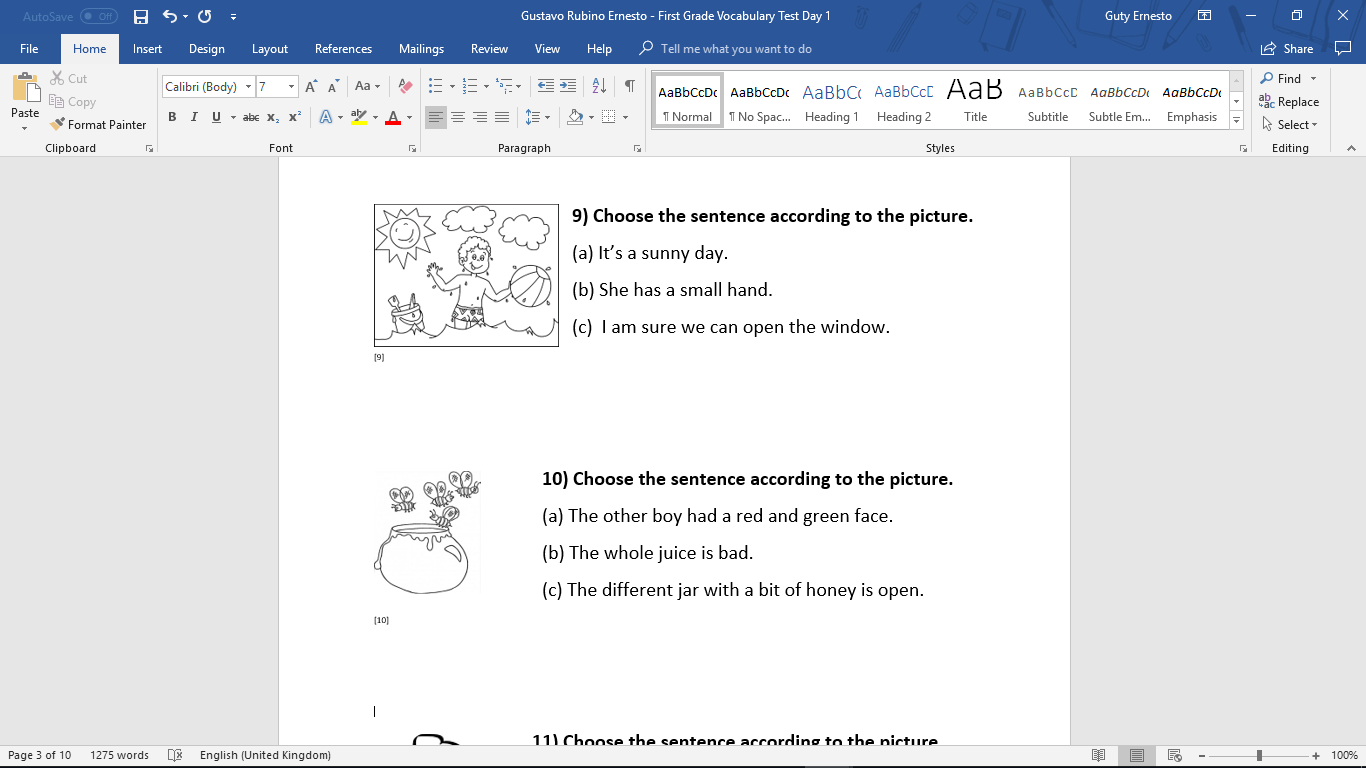 AutoSave Off
Gustavo Rubino Ernesto - First Grade Vocabulary Test Day 1
Guty Ernesto
File Home Insert Design Layout References Mailings Review View Help Tell me what you want to do Share
Paste
Cut
Copy
Format Painter
Clipboard
Calibri (Body) 7
B I U abc x₂ x²
Font
Paragraph
AaBbCcDc AaBbCcDc AaBbCc AaBbCcD AaB AaBbCcD AaBbCcDc AaBbCcDc
¶ Normal ¶ No Spac... Heading 1 Heading 2 Title Subtitle Subtle Em... Emphasis
Styles
Find
Replace
Select
Editing
9) Choose the sentence according to the picture.
(a) It’s a sunny day.
(b) She has a small hand.
(c) I am sure we can open the window.
[9]
10) Choose the sentence according to the picture.
(a) The other boy had a red and green face.
(b) The whole juice is bad.
(c) The different jar with a bit of honey is open.
[10]
11) Choose the sentence according to the picture
Page 3 of 10 1275 words English (United Kingdom) 100%